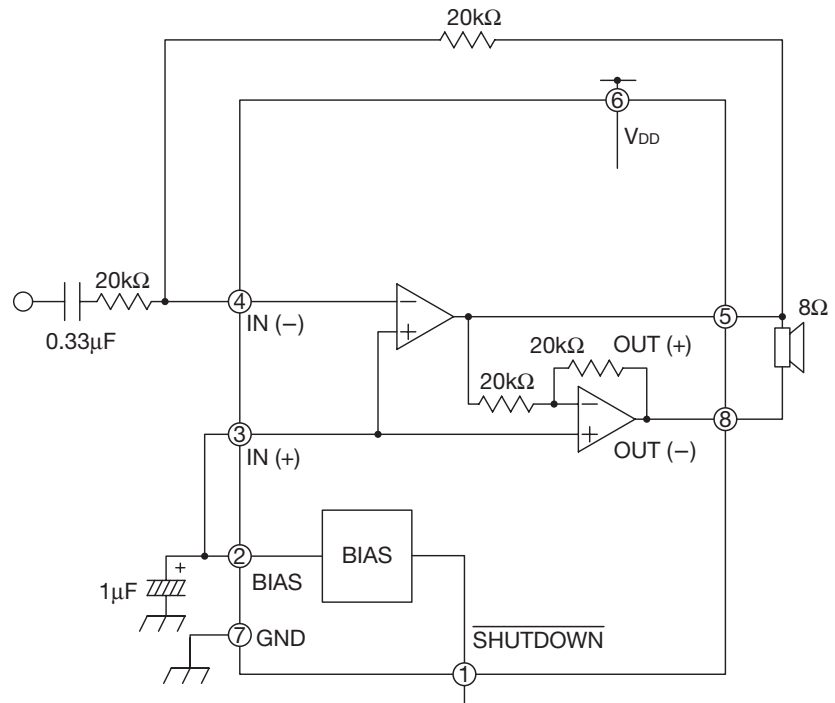 20kΩ
6
VDD
20kΩ
0.33µF
4
IN (−)
−
+
5
8Ω
20kΩ
OUT (+)
20kΩ
−
+
8
OUT (−)
3
IN (+)
+
1µF
2
BIAS
BIAS
7
GND
SHUTDOWN
1